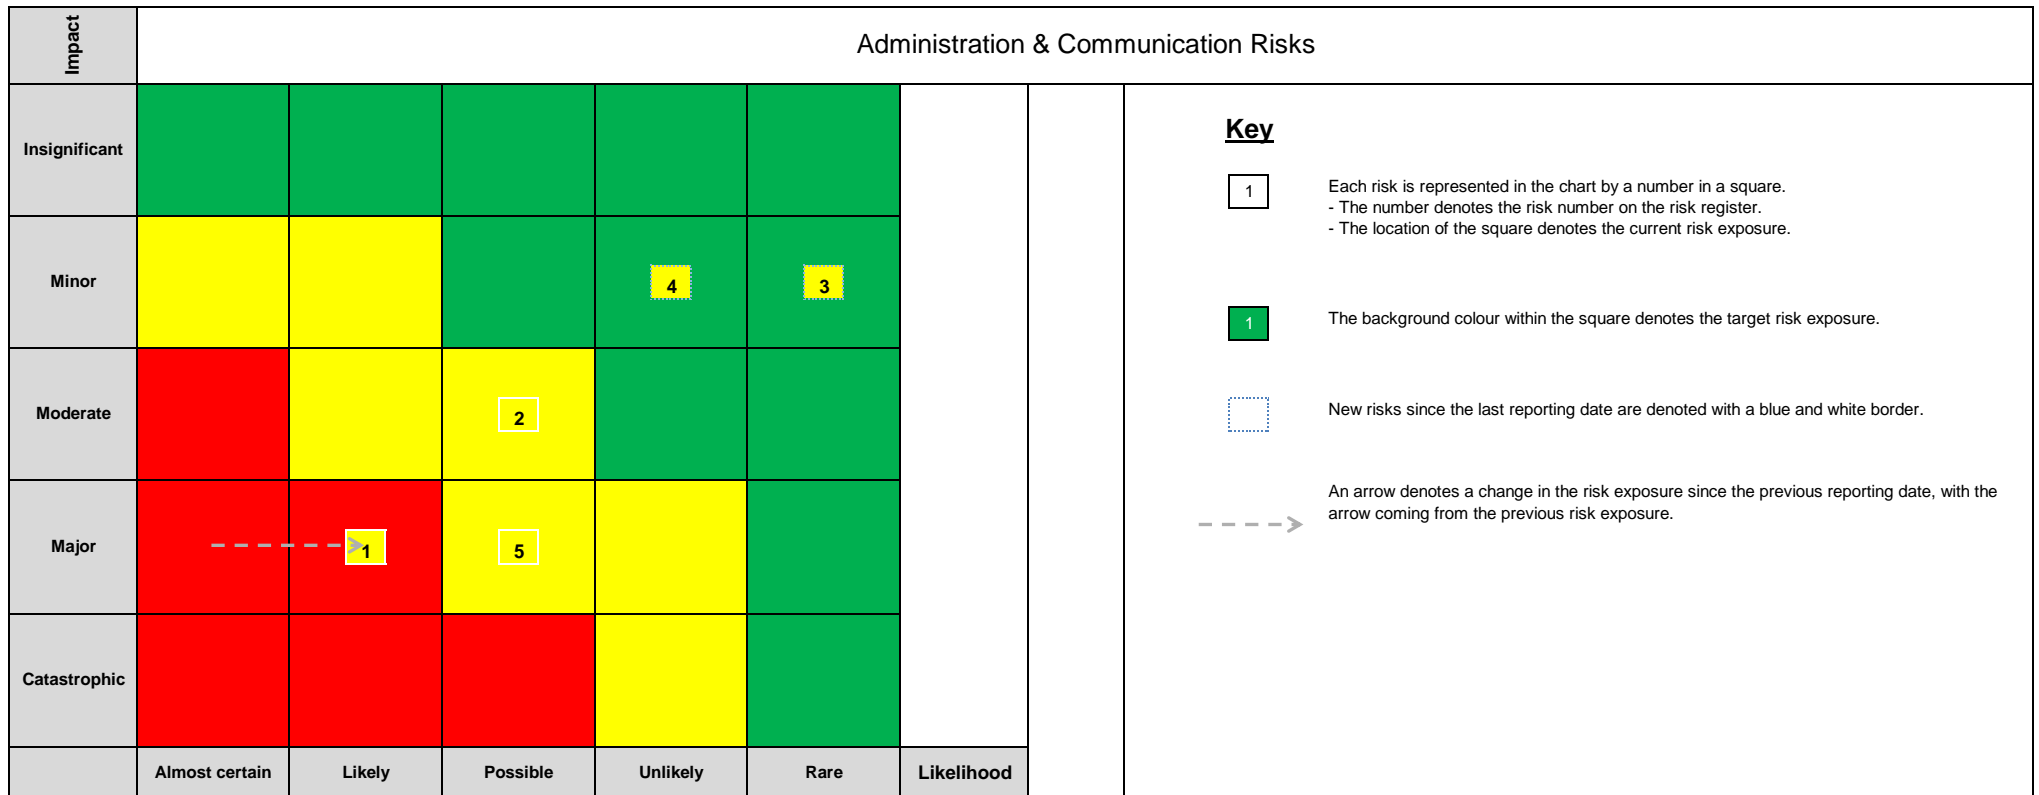 Impact
Administration & Communication Risks
Insignificant
Minor
4
3
Moderate
2
Major
1
5
Catastrophic
Almost certain
Likely
Possible
Unlikely
Rare
Likelihood
Key
1
Each risk is represented in the chart by a number in a square.
- The number denotes the risk number on the risk register.
- The location of the square denotes the current risk exposure.
1
The background colour within the square denotes the target risk exposure.
New risks since the last reporting date are denoted with a blue and white border.
An arrow denotes a change in the risk exposure since the previous reporting date, with the
arrow coming from the previous risk exposure.